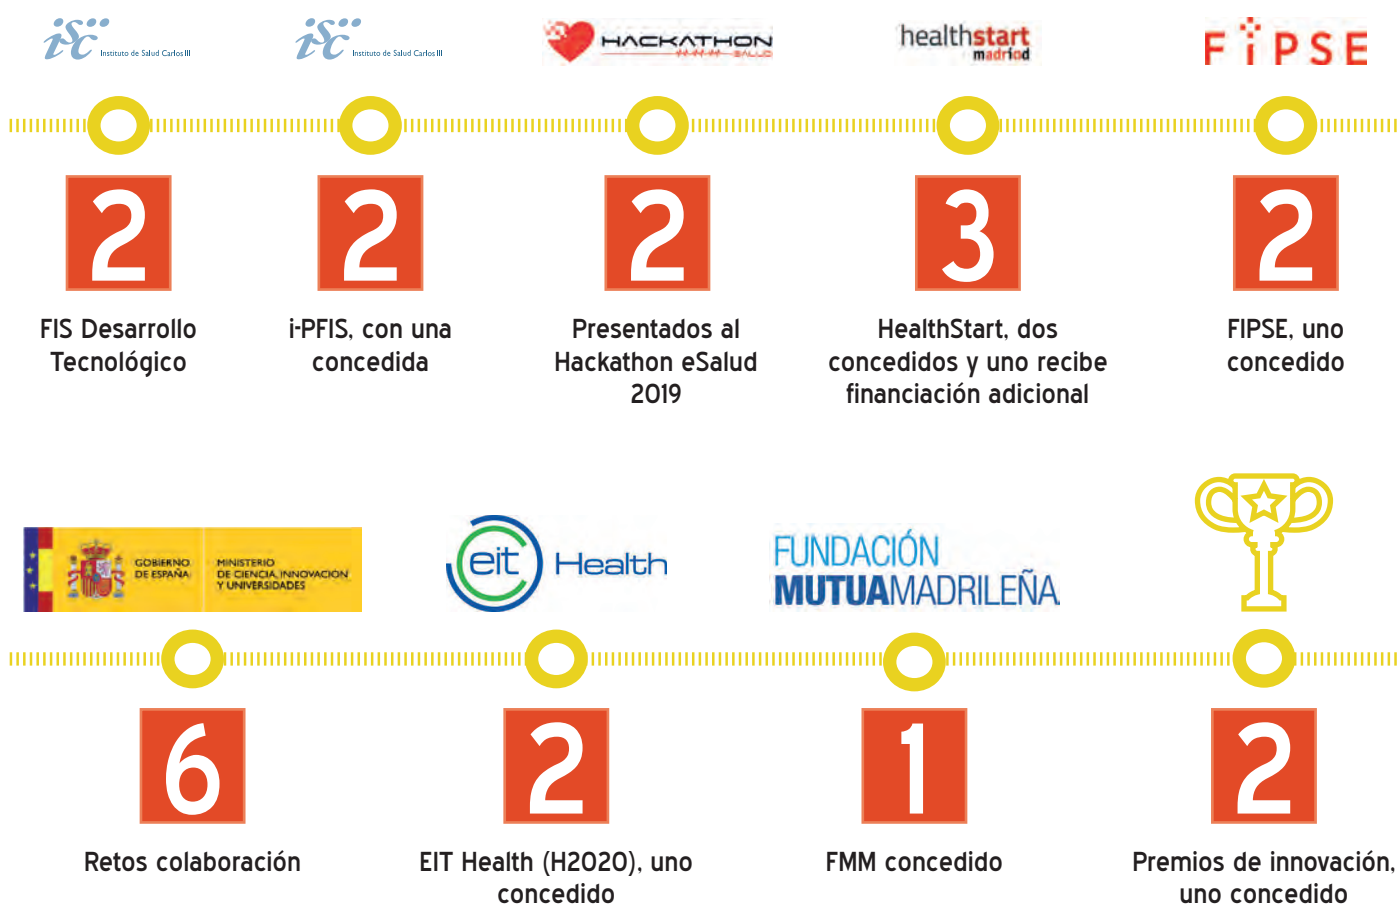 isc Instituto de Salud Carlos III
isc Instituto de Salud Carlos III
HACKATHON
SALUD
healthstart
madri+d
FiPSE
2
2
2
3
2
FIS Desarrollo
Tecnológico
i-PFIS, con una
concedida
Presentados al
Hackathon eSalud
2019
HealthStart, dos
concedidos y uno recibe
financiación adicional
FIPSE, uno
concedido
GOBIERNO
DE ESPAÑA
MINISTERIO
DE CIENCIA, INNOVACIÓN
Y UNIVERSIDADES
eit Health
FUNDACIÓN
MUTUAMADRILEÑA
6
2
1
2
Retos colaboración
EIT Health (H2020), uno
concedido
FMM concedido
Premios de innovación,
uno concedido